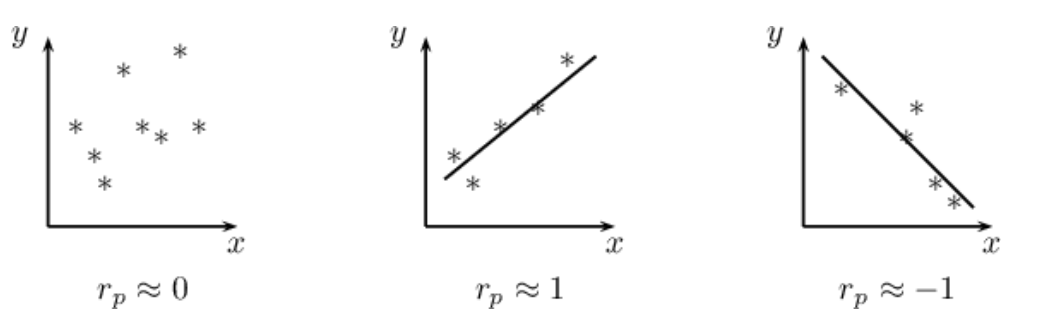 y y y
x x x
r_p ≈ 0 r_p ≈ 1 r_p ≈ −1